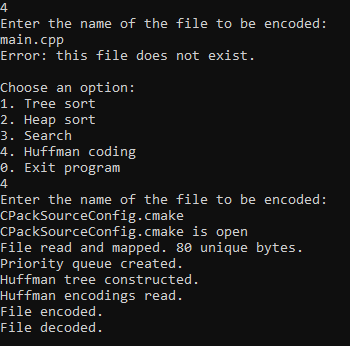 4
Enter the name of the file to be encoded:
main.cpp
Error: this file does not exist.
Choose an option:
1. Tree sort
2. Heap sort
3. Search
4. Huffman coding
0. Exit program
4
Enter the name of the file to be encoded:
CPackSourceConfig.cmake
CPackSourceConfig.cmake is open
File read and mapped. 80 unique bytes.
Priority queue created.
Huffman tree constructed.
Huffman encodings read.
File encoded.
File decoded.